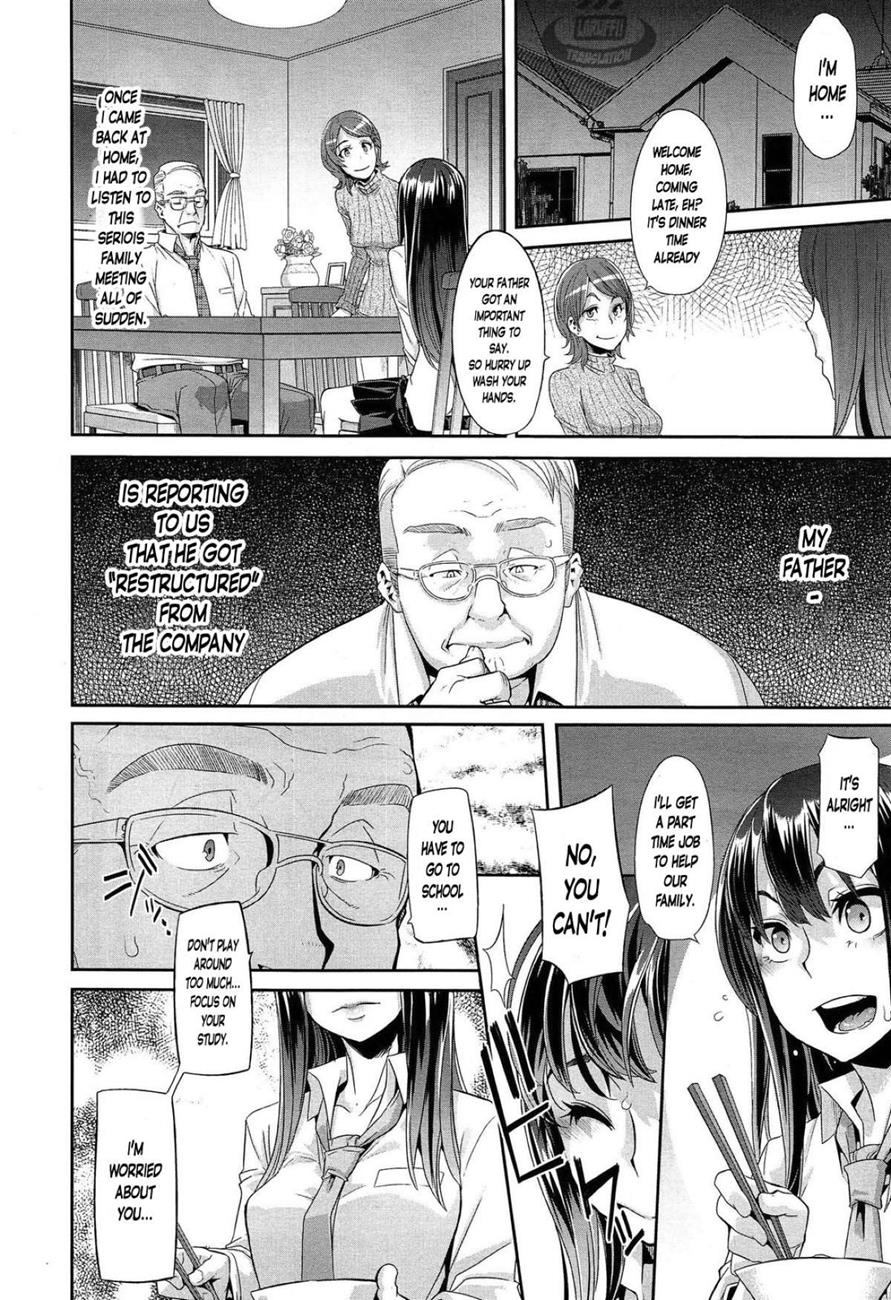 I'M
HOME
...
WELCOME
HOME,
COMING
LATE, EH?
IT'S DINNER
TIME
ALREADY
YOUR FATHER
GOT AN
IMPORTANT
THING TO
SAY.
SO HURRY UP
WASH YOUR
HANDS.
ONCE
I CAME
BACK AT
HOME,
I HAD TO
LISTEN TO
THIS
SERIOIS
FAMILY
MEETING
ALL OF
SUDDEN.
MY
FATHER
-
IS REPORTING
TO US
THAT HE GOT
"RESTRUCTURED"
FROM
THE COMPANY
IT'S
ALRIGHT
...
I'LL GET
A PART
TIME JOB
TO HELP
OUR
FAMILY.
NO,
YOU
CAN'T!
YOU
HAVE TO
GO TO
SCHOOL
...
DON'T PLAY
AROUND
TOO MUCH...
FOCUS ON
YOUR
STUDY.
I'M
WORRIED
ABOUT
YOU...
TRANSLATION